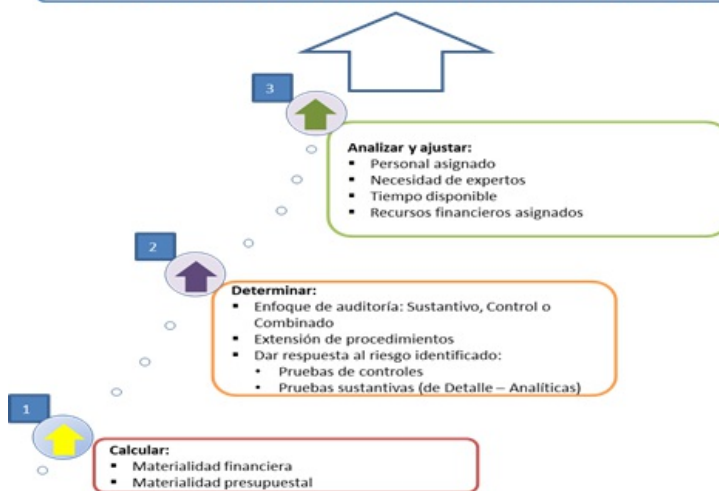 3
Analizar y ajustar:
▪ Personal asignado
▪ Necesidad de expertos
▪ Tiempo disponible
▪ Recursos financieros asignados
2
Determinar:
▪ Enfoque de auditoría: Sustantivo, Control o
Combinado
▪ Extensión de procedimientos
▪ Dar respuesta al riesgo identificado:
• Pruebas de controles
• Pruebas sustantivas (de Detalle – Analíticas)
1
Calcular:
▪ Materialidad financiera
▪ Materialidad presupuestal